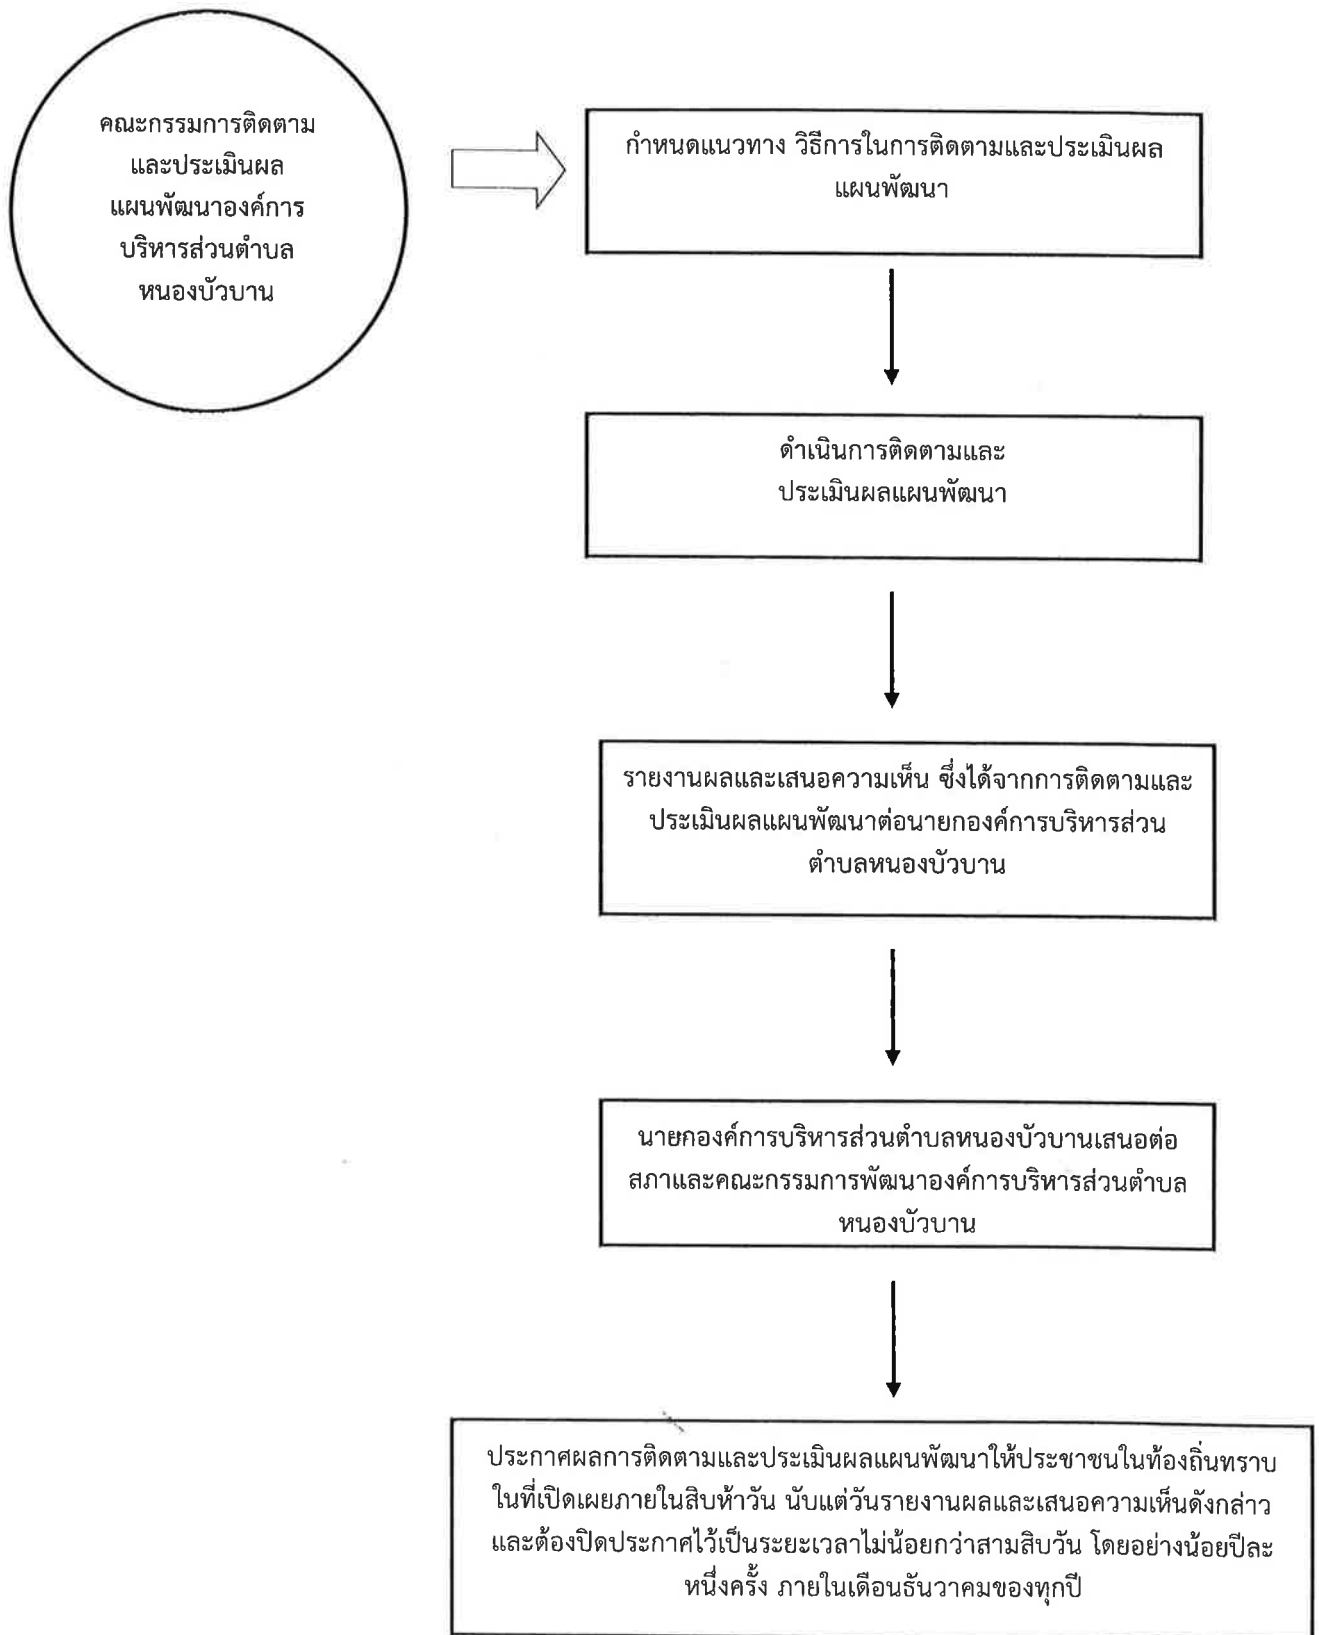 คณะกรรมการติดตาม
และประเมินผล
แผนพัฒนาองค์การ
บริหารส่วนตำบล
หนองบัวบาน
กำหนดแนวทาง วิธีการในการติดตามและประเมินผล
แผนพัฒนา
ดำเนินการติดตามและ
ประเมินผลแผนพัฒนา
รายงานผลและเสนอความเห็น ซึ่งได้จากการติดตามและ
ประเมินผลแผนพัฒนาต่อนายกองค์การบริหารส่วน
ตำบลหนองบัวบาน
นายกองค์การบริหารส่วนตำบลหนองบัวบานเสนอต่อ
สภาและคณะกรรมการพัฒนาองค์การบริหารส่วนตำบล
หนองบัวบาน
ประกาศผลการติดตามและประเมินผลแผนพัฒนาให้ประชาชนในท้องถิ่นทราบ
ในที่เปิดเผยภายในสิบห้าวัน นับแต่วันรายงานผลและเสนอความเห็นดังกล่าว
และต้องปิดประกาศไว้เป็นระยะเวลาไม่น้อยกว่าสามสิบวัน โดยอย่างน้อยปีละ
หนึ่งครั้ง ภายในเดือนธันวาคมของทุกปี